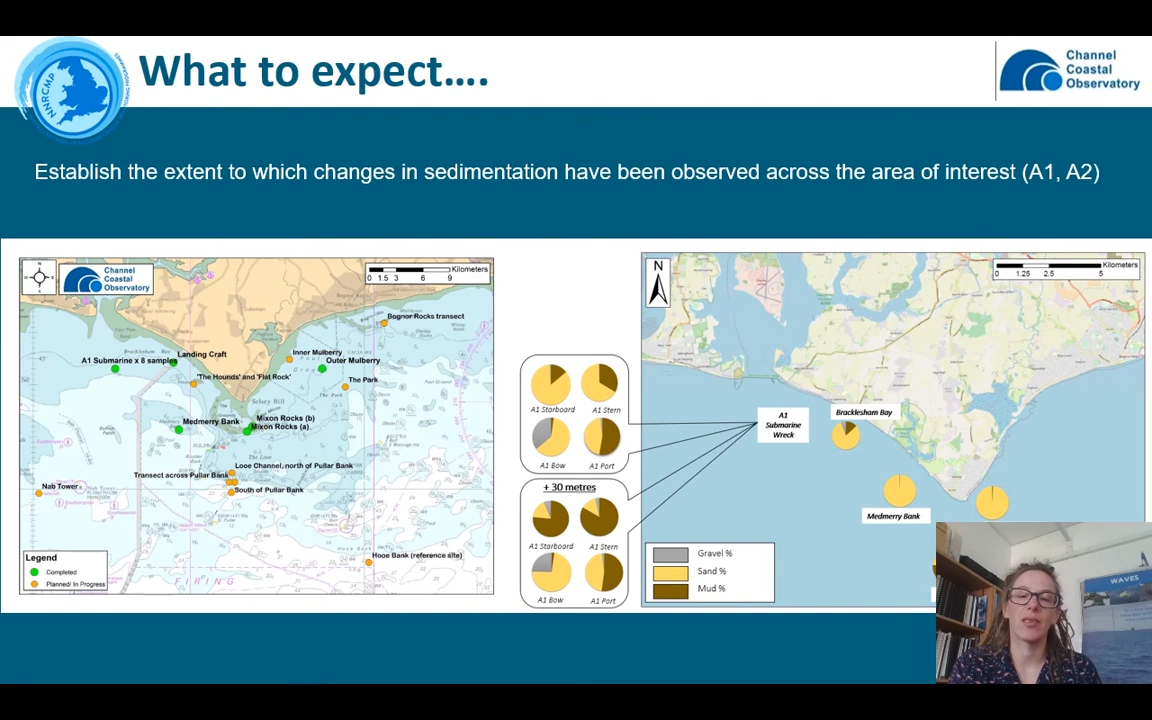 What to expect....
NNRCMP
Channel
Coastal
Observatory
Establish the extent to which changes in sedimentation have been observed across the area of interest (A1, A2)
N
Channel
Coastal
Observatory
Kilometers
0 1.5 3 6 9
Bognor Rocks transect
Landing Craft
A1 Submarine x 8 samples
Inner Mulberry
Outer Mulberry
'The Hounds' and 'Flat Rock'
The Park
Medmerry Bank
Mixon Rocks (b)
Mixon Rocks (a)
Looe Channel, north of Pullar Bank
Transect across Pullar Bank
Nab Tower
South of Pullar Bank
Hooe Bank (reference site)
FIRING
Legend
Completed
Planned/ In Progress
A1 Starboard
A1 Stern
A1 Bow
A1 Port
+ 30 metres
A1 Starboard
A1 Stern
A1 Bow
A1 Port
N
Kilometers
0 1.25 2.5 5
A1
Submarine
Wreck
Bracklesham Bay
Medmerry Bank
Gravel %
Sand %
Mud %
WAVES